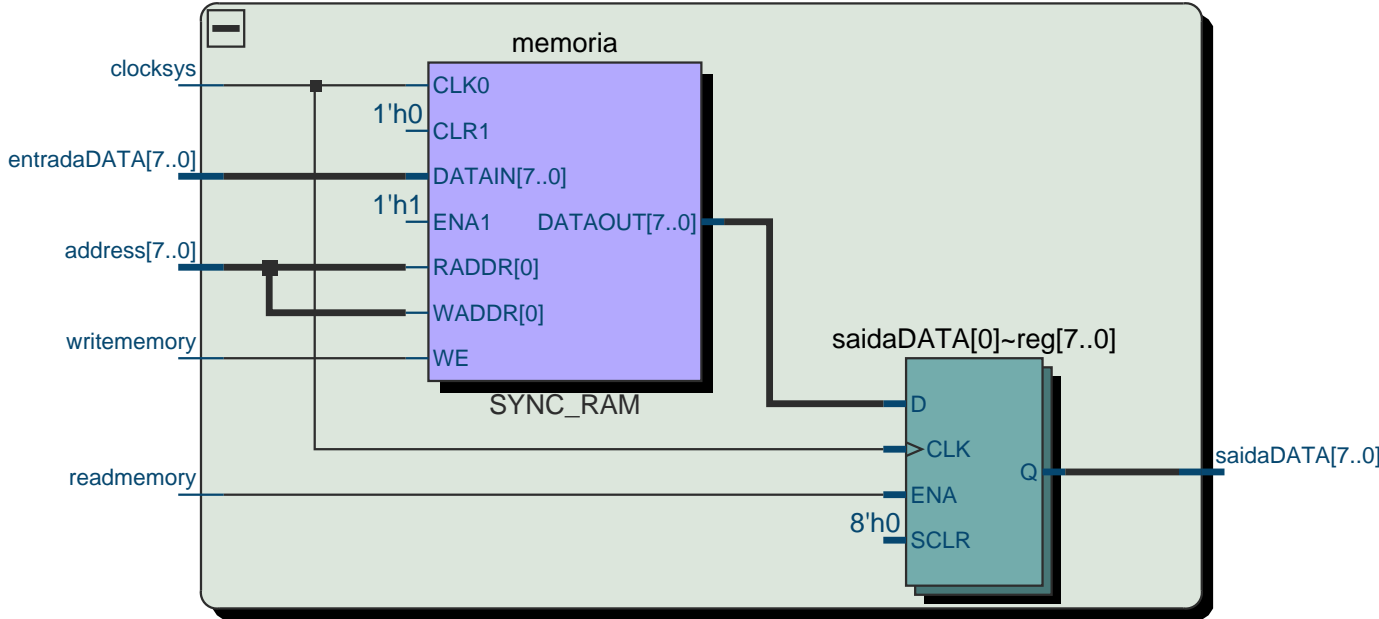 memoria
clocksys
CLK0
1'h0
CLR1
entradaDATA[7..0]
DATAIN[7..0]
1'h1
ENA1
DATAOUT[7..0]
address[7..0]
RADDR[0]
WADDR[0]
writememory
WE
SYNC_RAM
saidaDATA[0]~reg[7..0]
D
CLK
saidaDATA[7..0]
Q
readmemory
ENA
8'h0
SCLR